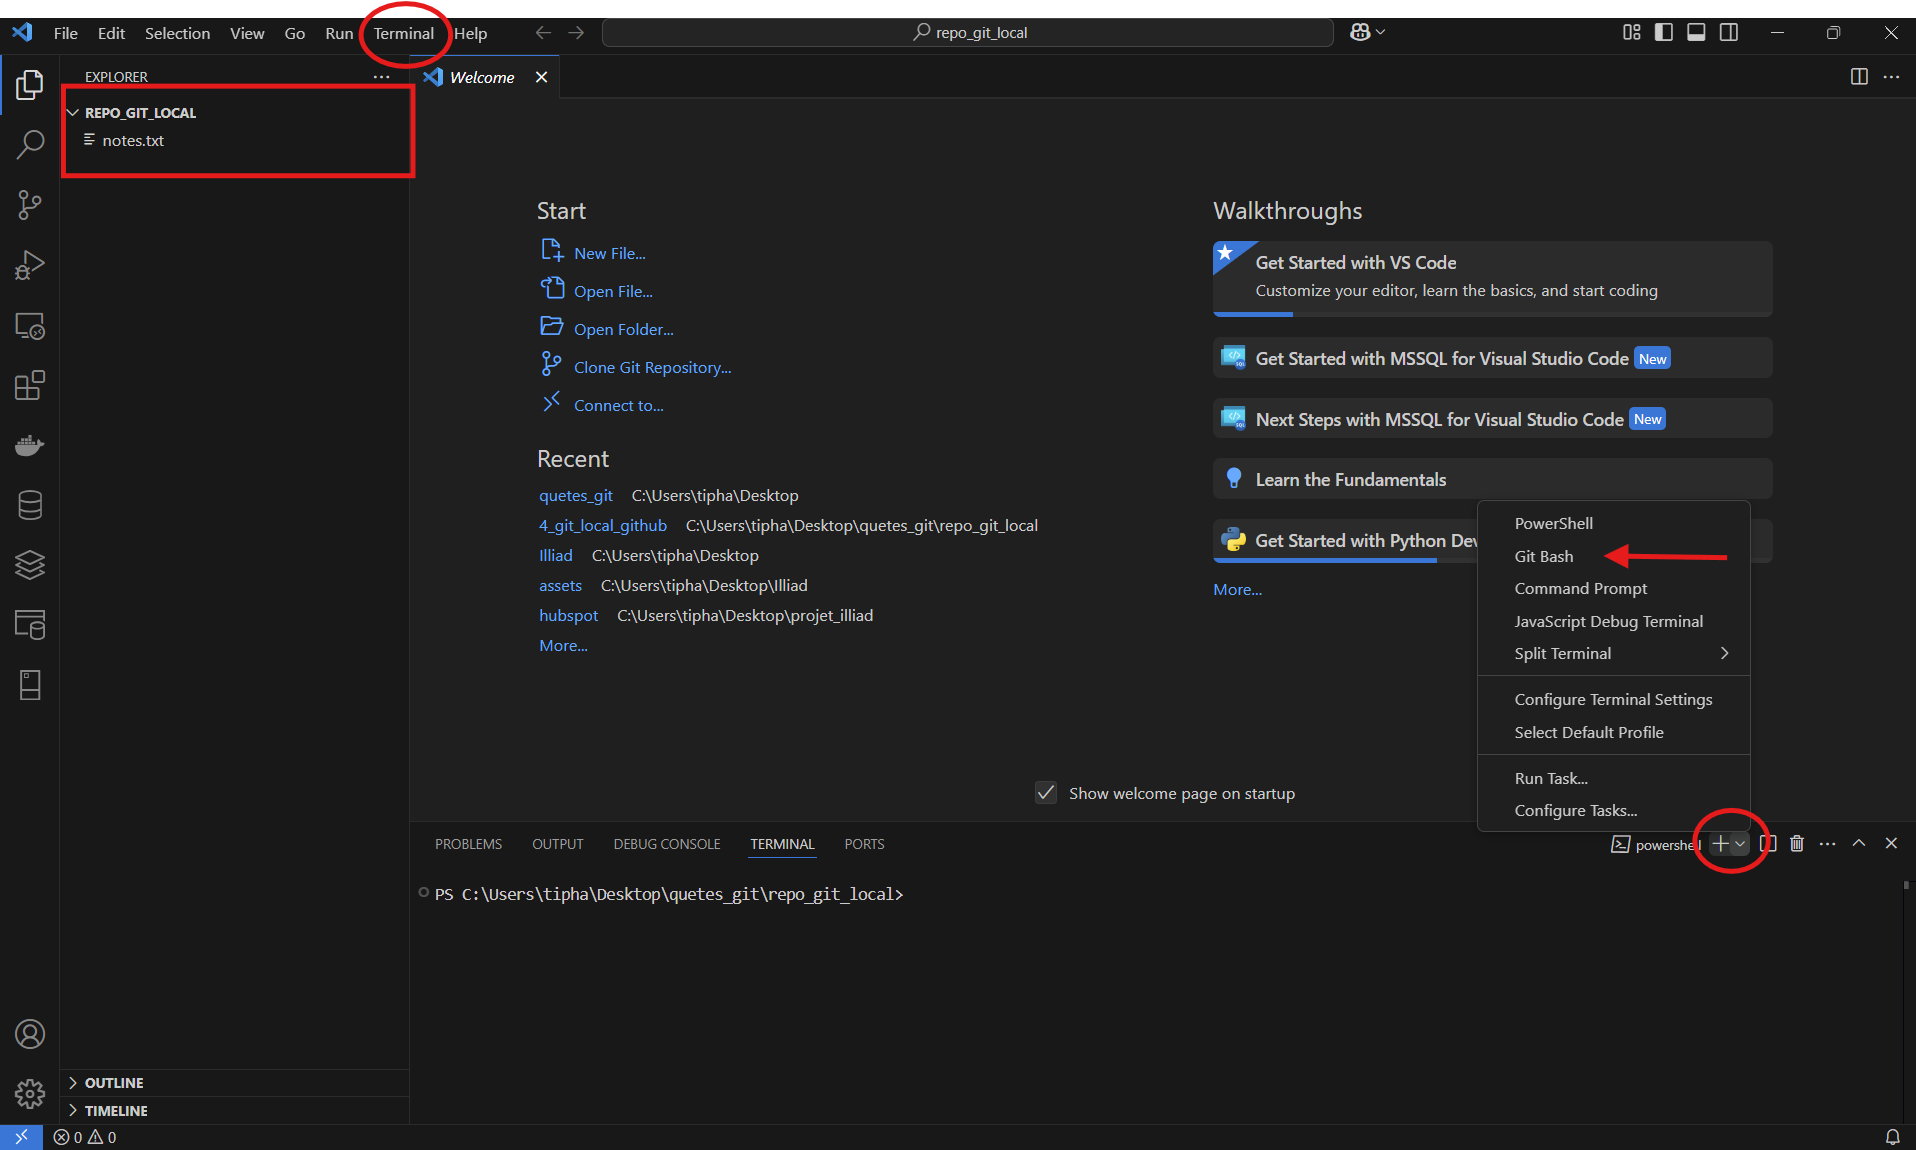 File Edit Selection View Go Run Terminal Help
repo_git_local
EXPLORER
Welcome
REPO_GIT_LOCAL
notes.txt
Start
New File...
Open File...
Open Folder...
Clone Git Repository...
Connect to...
Recent
quetes_git C:\Users\tipha\Desktop
4_git_local_github C:\Users\tipha\Desktop\quetes_git\repo_git_local
Illiad C:\Users\tipha\Desktop
assets C:\Users\tipha\Desktop\Illiad
hubspot C:\Users\tipha\Desktop\projet_illiad
More...
Walkthroughs
Get Started with VS Code
Customize your editor, learn the basics, and start coding
Get Started with MSSQL for Visual Studio Code New
Next Steps with MSSQL for Visual Studio Code New
Learn the Fundamentals
Get Started with Python Dev
More...
PowerShell
Git Bash
Command Prompt
JavaScript Debug Terminal
Split Terminal
Configure Terminal Settings
Select Default Profile
Run Task...
Configure Tasks...
Show welcome page on startup
PROBLEMS OUTPUT DEBUG CONSOLE TERMINAL PORTS
powershell
PS C:\Users\tipha\Desktop\quetes_git\repo_git_local>
OUTLINE
TIMELINE
0 0